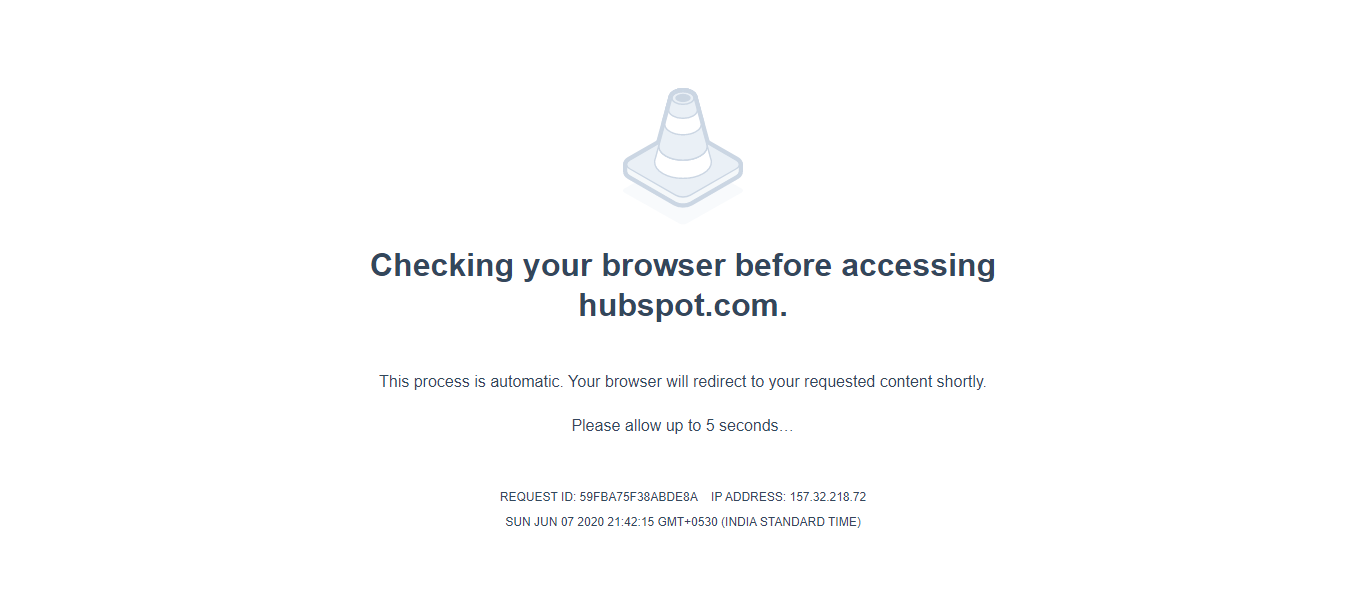 Checking your browser before accessing
hubspot.com.
This process is automatic. Your browser will redirect to your requested content shortly.
Please allow up to 5 seconds…
REQUEST ID: 59FBA75F38ABDE8A IP ADDRESS: 157.32.218.72
SUN JUN 07 2020 21:42:15 GMT+0530 (INDIA STANDARD TIME)